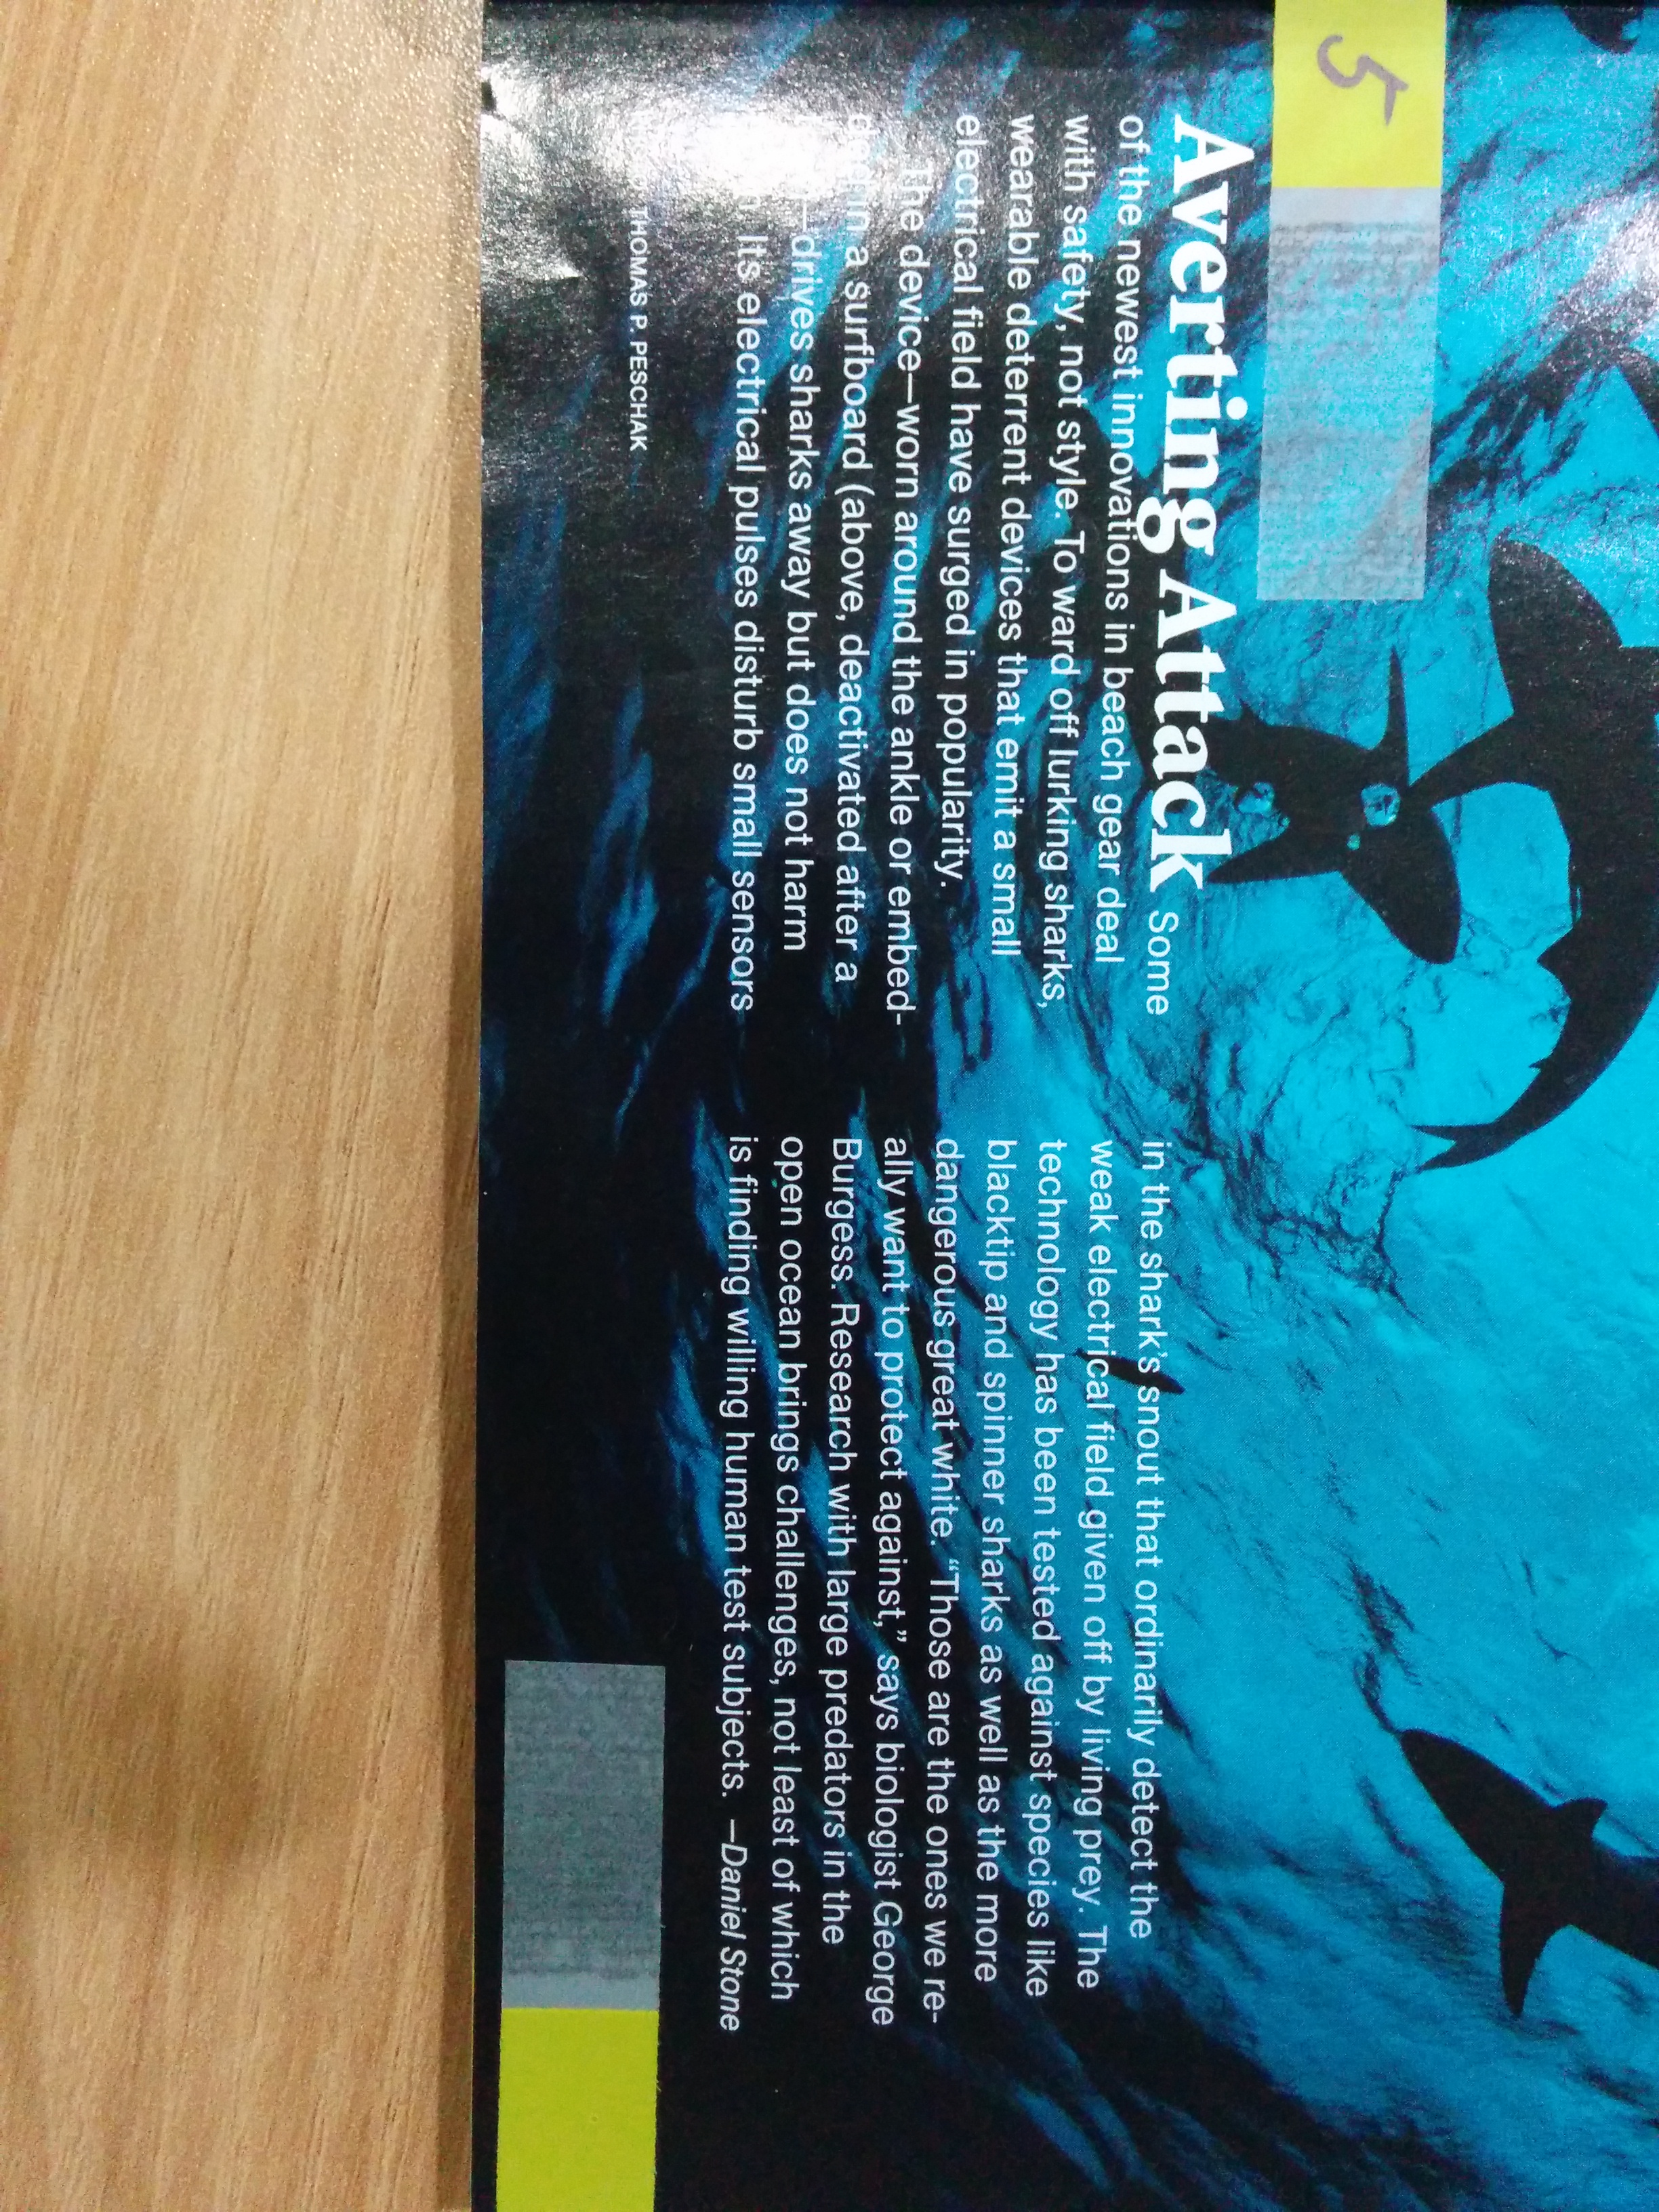 5
Averting Attack Some
of the newest innovations in beach gear deal
with safety, not style. To ward off lurking sharks,
wearable deterrent devices that emit a small
electrical field have surged in popularity.
The device—worn around the ankle or embed-
ded in a surfboard (above, deactivated after a
—drives sharks away but does not harm
Its electrical pulses disturb small sensors
in the shark's snout that ordinarily detect the
weak electrical field given off by living prey. The
technology has been tested against species like
blacktip and spinner sharks as well as the more
dangerous great white. “Those are the ones we re-
ally want to protect against,” says biologist George
Burgess. Research with large predators in the
open ocean brings challenges, not least of which
is finding willing human test subjects. —Daniel Stone
THOMAS P. PESCHAK